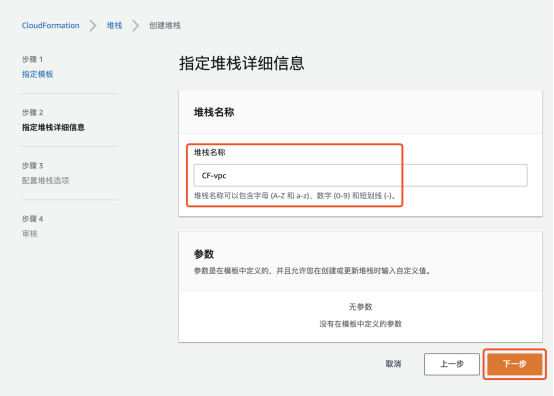 CloudFormation > 堆栈 > 创建堆栈
步骤 1
指定模板
步骤 2
指定堆栈详细信息
步骤 3
配置堆栈选项
步骤 4
审核
指定堆栈详细信息
堆栈名称
堆栈名称
CF-vpc
堆栈名称可以包含字母 (A-Z 和 a-z)、数字 (0-9) 和短划线 (-)。
参数
参数是在模板中定义的，并且允许您在创建或更新堆栈时输入自定义值。
无参数
没有在模板中定义的参数
取消
上一步
下一步